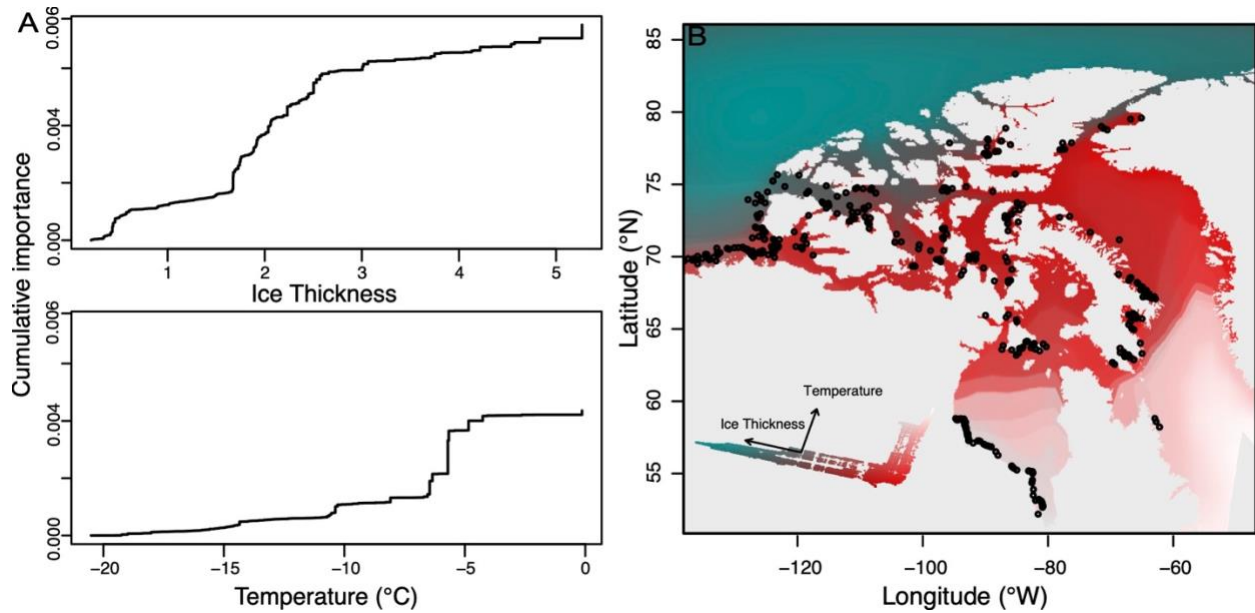 A
Cumulative importance
0.000 0.004 0.006
1 2 3 4 5
Ice Thickness
0.000 0.004 0.006
−20 −15 −10 −5 0
Temperature (°C)
B
Latitude (°N)
85
80
75
70
65
60
55
Temperature
Ice Thickness
−120 −100 −80 −60
Longitude (°W)